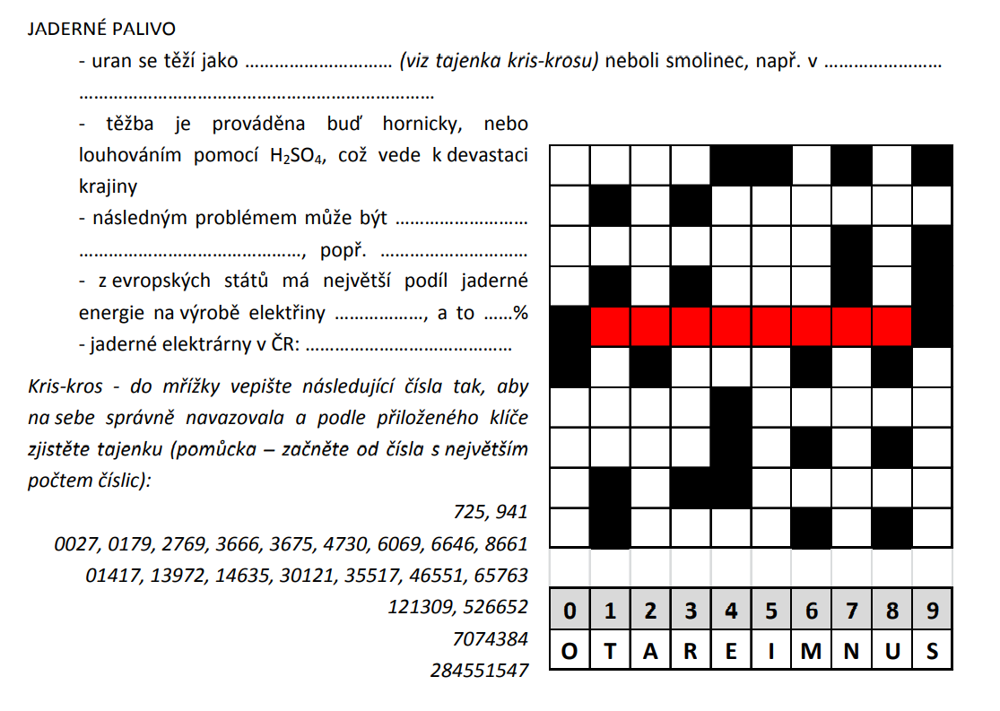 JADERNÉ PALIVO
- uran se těží jako ………………………… (viz tajenka kris-krosu) neboli smolinec, např. v ……………………
………………………………………………………………
- těžba je prováděna buď hornicky, nebo
louhováním pomocí H₂SO₄, což vede k devastaci
krajiny
- následným problémem může být ………………………
………………………………………, popř. …………………………
- z evropských států má největší podíl jaderné
energie na výrobě elektřiny ………………, a to ……%
- jaderné elektrárny v ČR: ……………………………………
Kris-kros - do mřížky vepište následující čísla tak, aby
na sebe správně navazovala a podle přiloženého klíče
zjistěte tajenku (pomůcka – začněte od čísla s největším
počtem číslic):
725, 941
0027, 0179, 2769, 3666, 3675, 4730, 6069, 6646, 8661
01417, 13972, 14635, 30121, 35517, 46551, 65763
121309, 526652
7074384
284551547
0 1 2 3 4 5 6 7 8 9
O T A R E I M N U S